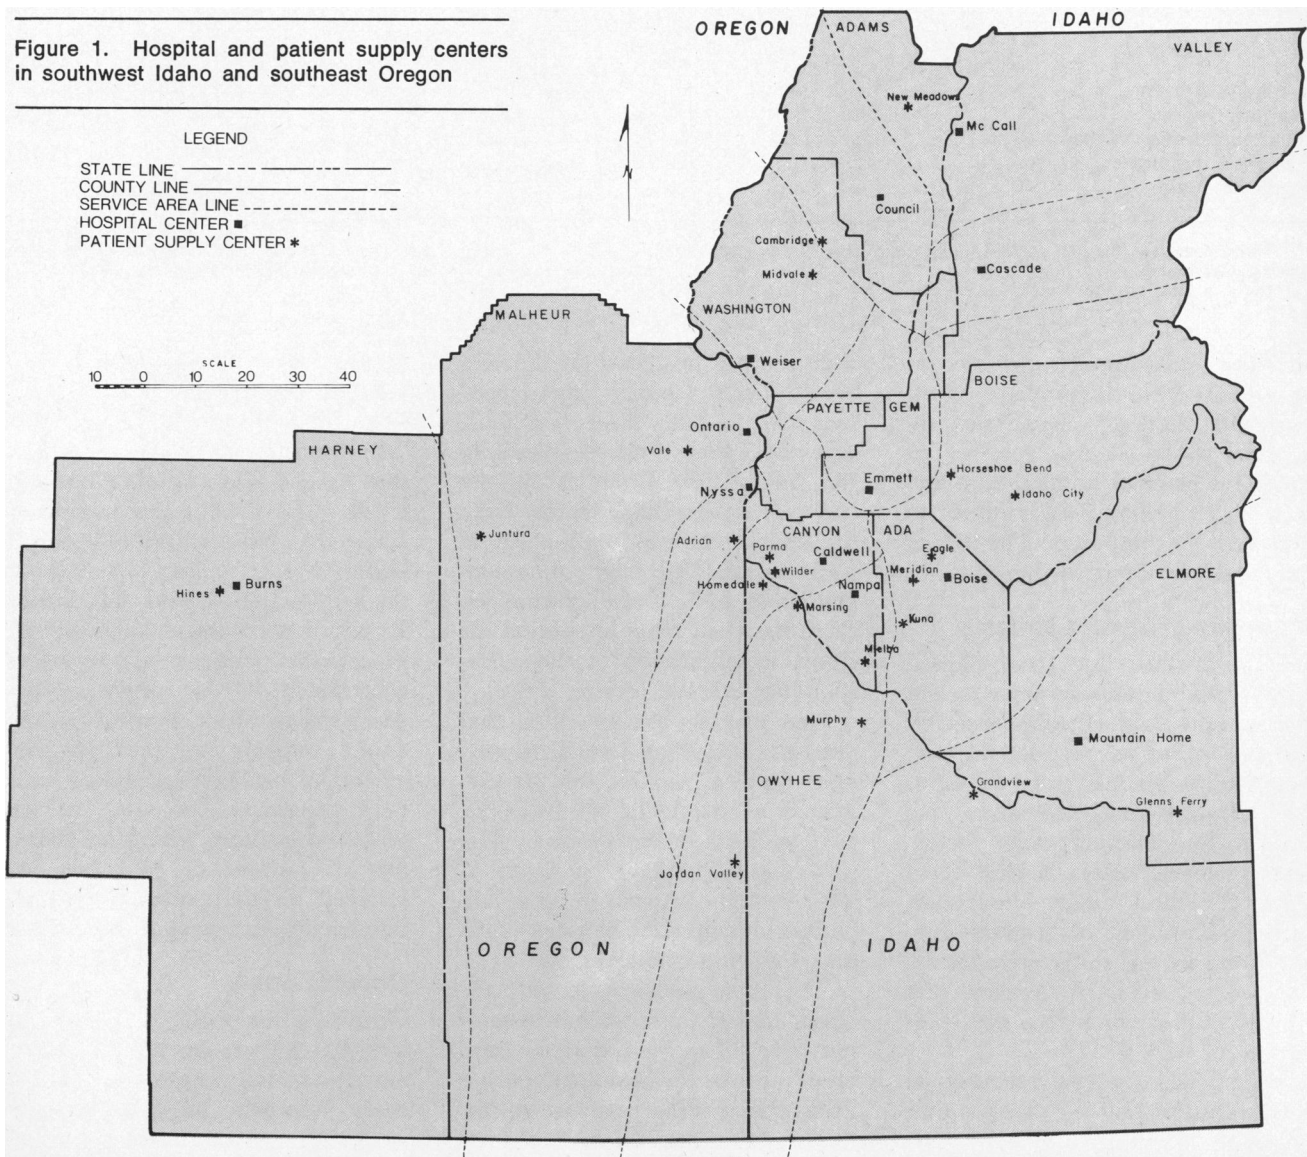 Figure 1. Hospital and patient supply centers
in southwest Idaho and southeast Oregon
LEGEND
STATE LINE
COUNTY LINE
SERVICE AREA LINE
HOSPITAL CENTER
PATIENT SUPPLY CENTER
N
SCALE
10 0 10 20 30 40
OREGON
IDAHO
ADAMS
VALLEY
New Meadows
Mc Call
Council
Cambridge
Midvale
Cascade
WASHINGTON
MALHEUR
Weiser
BOISE
PAYETTE
GEM
Ontario
HARNEY
Vale
Horseshoe Bend
Emmett
Nyssa
Idaho City
CANYON
ADA
Juntura
Adrian
Parma
Caldwell
Eagle
Wilder
Meridian
Boise
ELMORE
Homedale
Nampa
Burns
Hines
Marsing
Kuna
Melba
Murphy
Mountain Home
OWYHEE
Grandview
Glenns Ferry
Jordan Valley
OREGON
IDAHO